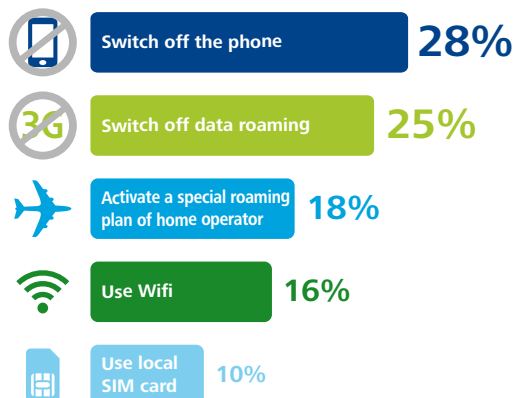 Switch off the phone
28%
3G
Switch off data roaming
25%
Activate a special roaming
plan of home operator
18%
Use Wifi
16%
Use local
SIM card
10%